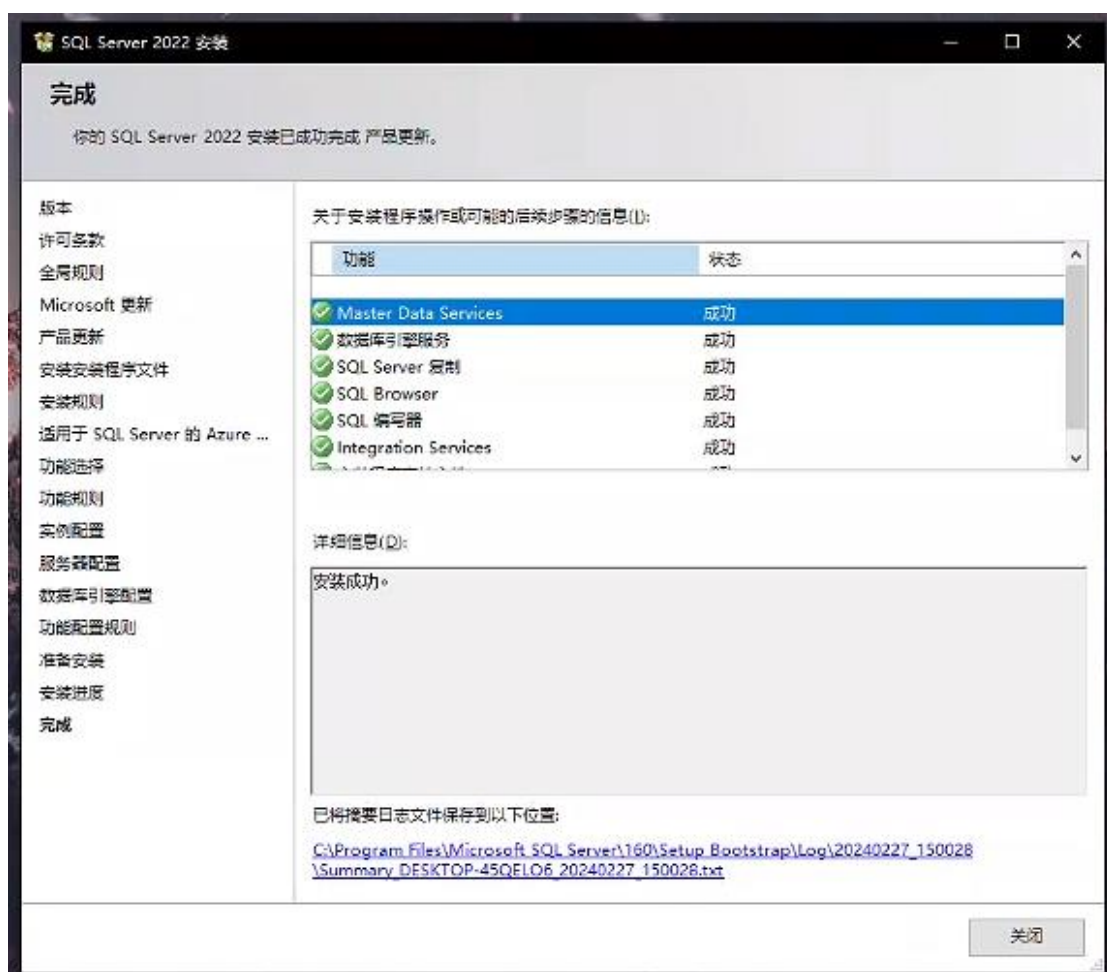 SQL Server 2022 安装
完成
你的 SQL Server 2022 安装已成功完成 产品更新。
版本
许可条款
全局规则
Microsoft 更新
产品更新
安装安装程序文件
安装规则
适用于 SQL Server 的 Azure ...
功能选择
功能规则
实例配置
服务器配置
数据库引擎配置
功能配置规则
准备安装
安装进度
完成
关于安装程序操作或可能的后续步骤的信息(I):
功能 状态
Master Data Services 成功
数据库引擎服务 成功
SQL Server 复制 成功
SQL Browser 成功
SQL 编写器 成功
Integration Services 成功
详细信息(D):
安装成功。
已将摘要日志文件保存到以下位置:
C:\Program Files\Microsoft SQL Server\160\Setup Bootstrap\Log\20240227_150028
\Summary_DESKTOP-45QELO6_20240227_150028.txt
关闭